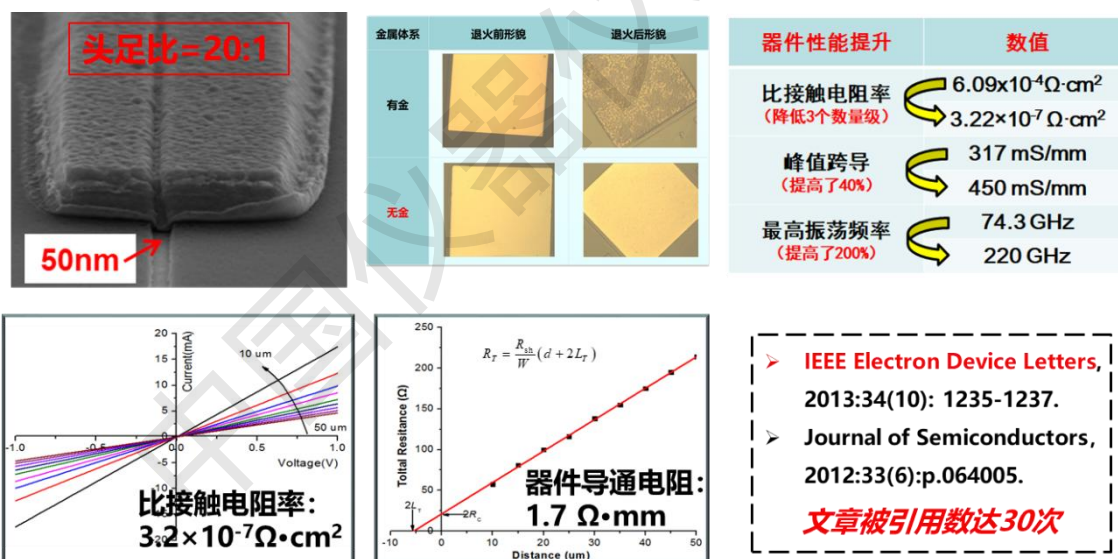 头足比=20:1
50nm
金属体系 退火前形貌 退火后形貌
有金
无金
器件性能提升 数值
比接触电阻率 6.09x10⁻⁴Ω·cm²
(降低3个数量级) 3.22×10⁻⁷ Ω·cm²
峰值跨导 317 mS/mm
(提高了40%) 450 mS/mm
最高振荡频率 74.3 GHz
(提高了200%) 220 GHz
20
15
10
5
-5
-10
-15
-20
Current(mA)
10 um
50 um
-1.0 -0.5 0.0 0.5 1.0
Voltage(V)
比接触电阻率：
3.2×10⁻⁷Ω•cm²
250
200
150
100
50
0
Toltal Resitance (Ω)
R_T = R_sh/W (d + 2L_T)
2L_T
2R_C
器件导通电阻：
1.7 Ω•mm
-10 0 10 20 30 40 50
Distance (um)
➢ IEEE Electron Device Letters,
2013:34(10): 1235-1237.
➢ Journal of Semiconductors,
2012:33(6):p.064005.
文章被引用数达30次
中国仪器仪